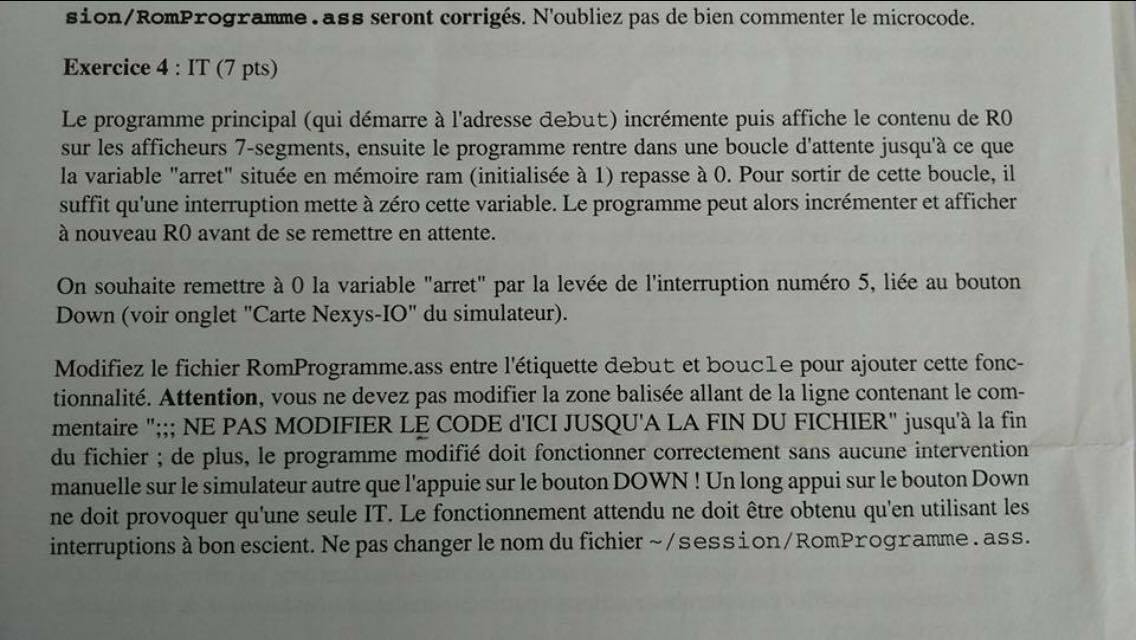 sion/RomProgramme.ass seront corrigés. N'oubliez pas de bien commenter le microcode.
Exercice 4 : IT (7 pts)
Le programme principal (qui démarre à l'adresse debut) incrémente puis affiche le contenu de R0
sur les afficheurs 7-segments, ensuite le programme rentre dans une boucle d'attente jusqu'à ce que
la variable "arret" située en mémoire ram (initialisée à 1) repasse à 0. Pour sortir de cette boucle, il
suffit qu'une interruption mette à zéro cette variable. Le programme peut alors incrémenter et afficher
à nouveau R0 avant de se remettre en attente.
On souhaite remettre à 0 la variable "arret" par la levée de l'interruption numéro 5, liée au bouton
Down (voir onglet "Carte Nexys-IO" du simulateur).
Modifiez le fichier RomProgramme.ass entre l'étiquette debut et boucle pour ajouter cette fonc-
tionnalité. Attention, vous ne devez pas modifier la zone balisée allant de la ligne contenant le com-
mentaire ";;; NE PAS MODIFIER LE CODE d'ICI JUSQU'A LA FIN DU FICHIER" jusqu'à la fin
du fichier ; de plus, le programme modifié doit fonctionner correctement sans aucune intervention
manuelle sur le simulateur autre que l'appuie sur le bouton DOWN ! Un long appui sur le bouton Down
ne doit provoquer qu'une seule IT. Le fonctionnement attendu ne doit être obtenu qu'en utilisant les
interruptions à bon escient. Ne pas changer le nom du fichier ~/session/RomProgramme.ass.